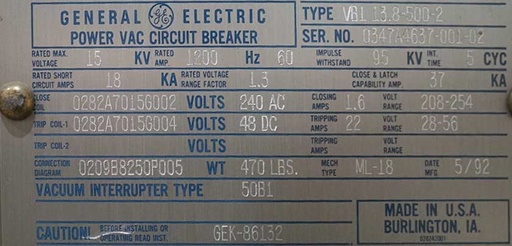 GENERAL GE ELECTRIC
POWER VAC CIRCUIT BREAKER
TYPE VB1 13.8-500-2
SER. NO. 0347A4637-001-02
RATED MAX. VOLTAGE 15 KV RATED AMP. 1200 Hz 60 IMPULSE WITHSTAND 95 KV INT. TIME 5 CYC
RATED SHORT CIRCUIT AMPS 18 KA RATED VOLTAGE RANGE FACTOR 1.3 CLOSE & LATCH CAPABILITY AMP. 37 KA
CLOSE COIL 0282A7015G002 VOLTS 240 AC CLOSING AMPS 1.6 VOLT RANGE 208-254
TRIP COIL-1 0282A7015G004 VOLTS 48 DC TRIPPING AMPS 22 VOLT RANGE 28-56
TRIP COIL-2 VOLTS TRIPPING AMPS VOLT RANGE
CONNECTION DIAGRAM 0209B8250P005 WT 470 LBS. MECH TYPE ML-18 DATE MFG. 5/92
VACUUM INTERRUPTER TYPE 50B1
CAUTION! BEFORE INSTALLING OR OPERATING READ INST. GEK-86132
MADE IN U.S.A.
BURLINGTON, IA.